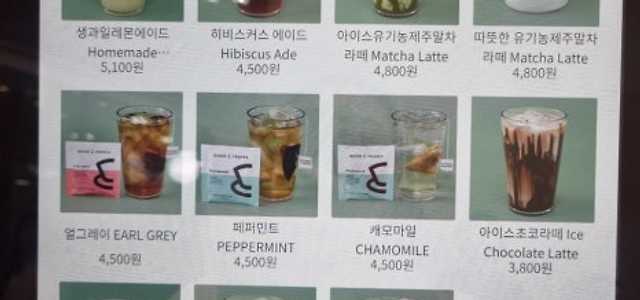 생과일레몬에이드
Homemade…
5,100원
히비스커스 에이드
Hibiscus Ade
4,500원
아이스유기농제주말차
라떼 Matcha Latte
4,800원
따뜻한 유기농제주말차
라떼 Matcha Latte
4,800원
얼그레이 EARL GREY
4,500원
페퍼민트
PEPPERMINT
4,500원
캐모마일
CHAMOMILE
4,500원
아이스초코라떼 Ice
Chocolate Latte
3,800원